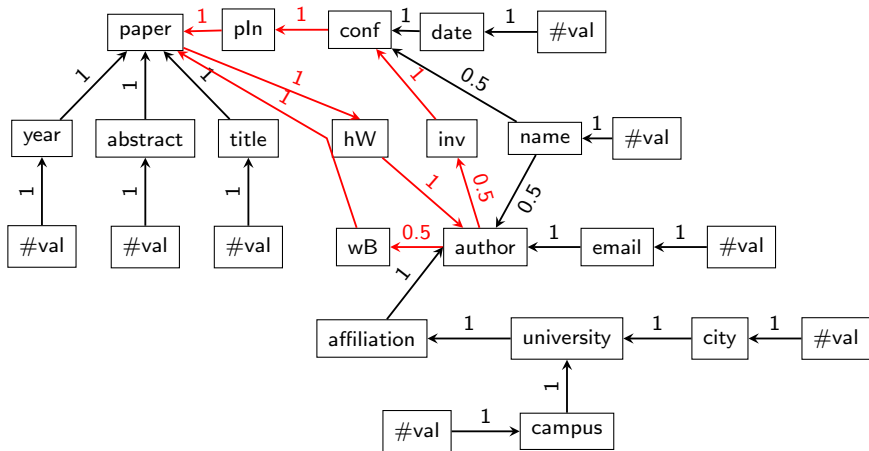 1 1 1 1
paper pIn conf date #val
1 1 1 1 1 1 0.5
year abstract title hW inv name 1 #val
1 1 1 1 0.5 0.5
#val #val #val wB 0.5 author 1 email 1 #val
1
affiliation 1 university 1 city 1 #val
1
#val 1 campus